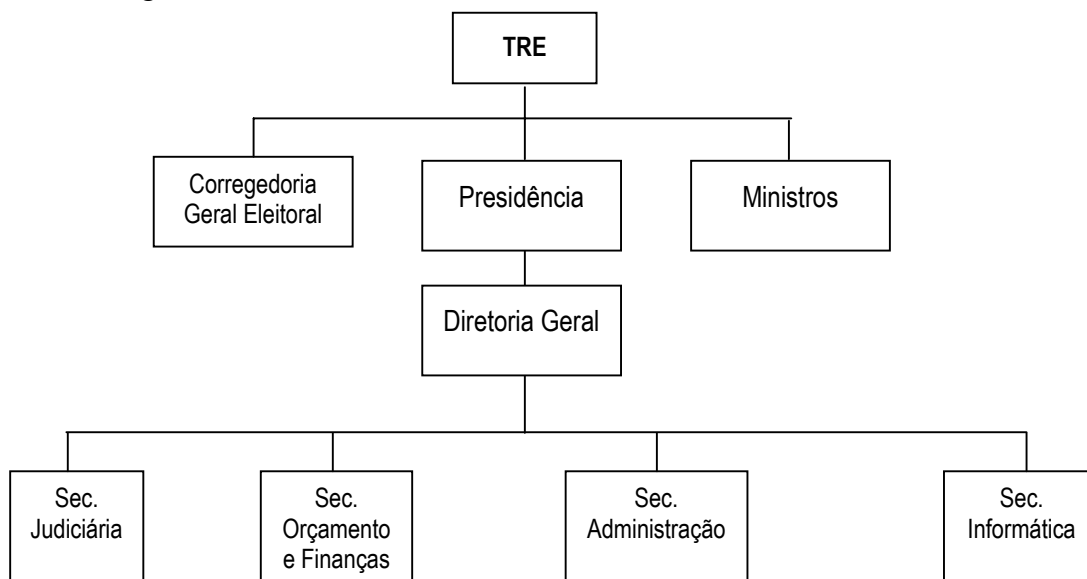 TRE
Corregedoria
Geral Eleitoral
Presidência
Ministros
Diretoria Geral
Sec.
Judiciária
Sec.
Orçamento
e Finanças
Sec.
Administração
Sec.
Informática